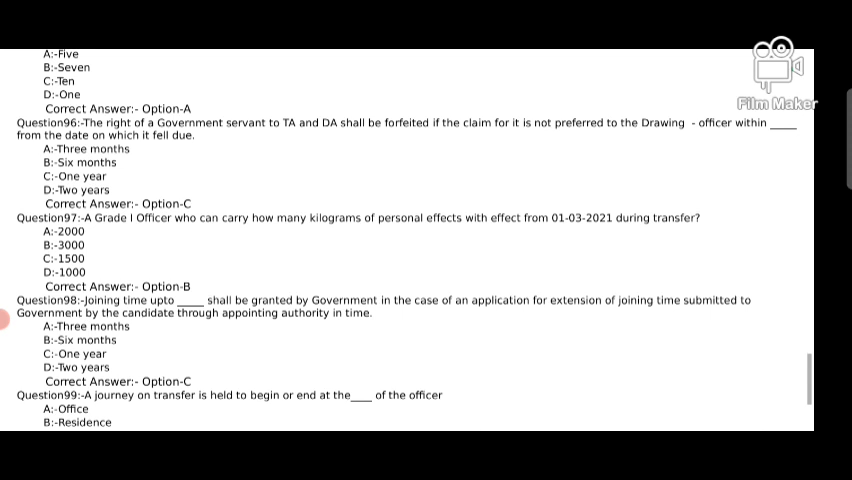 A:-Five
B:-Seven
C:-Ten
D:-One
Correct Answer:- Option-A
Question96:-The right of a Government servant to TA and DA shall be forfeited if the claim for it is not preferred to the Drawing - officer within _____
from the date on which it fell due.
A:-Three months
B:-Six months
C:-One year
D:-Two years
Correct Answer:- Option-C
Question97:-A Grade I Officer who can carry how many kilograms of personal effects with effect from 01-03-2021 during transfer?
A:-2000
B:-3000
C:-1500
D:-1000
Correct Answer:- Option-B
Question98:-Joining time upto _____ shall be granted by Government in the case of an application for extension of joining time submitted to
Government by the candidate through appointing authority in time.
A:-Three months
B:-Six months
C:-One year
D:-Two years
Correct Answer:- Option-C
Question99:-A journey on transfer is held to begin or end at the____ of the officer
A:-Office
B:-Residence
Film Maker